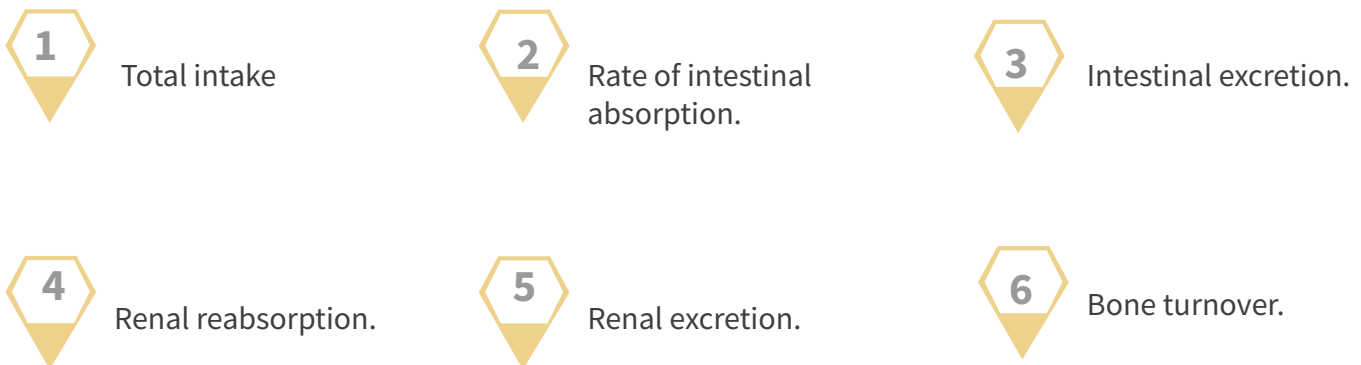 1
Total intake
2
Rate of intestinal
absorption.
3
Intestinal excretion.
4
Renal reabsorption.
5
Renal excretion.
6
Bone turnover.